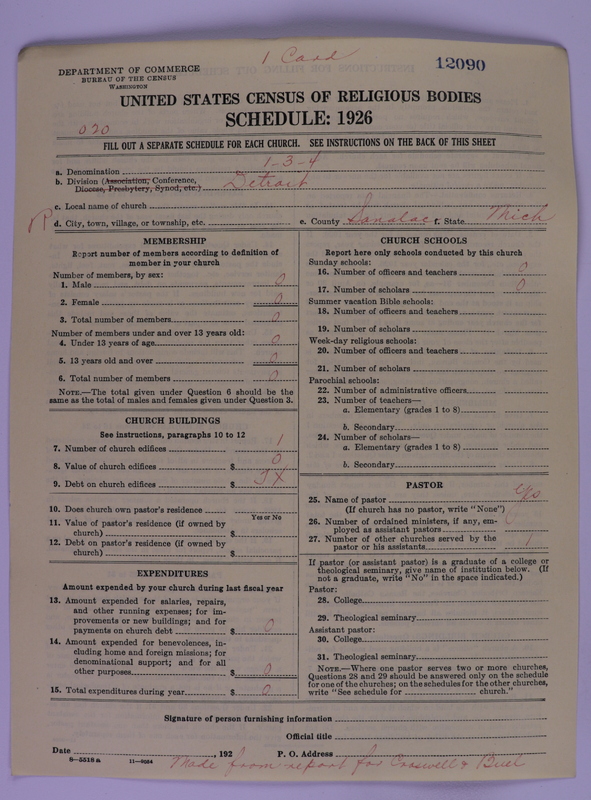 1 Card
12090
DEPARTMENT OF COMMERCE
BUREAU OF THE CENSUS
WASHINGTON
UNITED STATES CENSUS OF RELIGIOUS BODIES
SCHEDULE: 1926
020
FILL OUT A SEPARATE SCHEDULE FOR EACH CHURCH. SEE INSTRUCTIONS ON THE BACK OF THIS SHEET
a. Denomination 1-3-4
b. Division (Association, Conference,
Diocese, Presbytery, Synod, etc.) Detroit
c. Local name of church
d. City, town, village, or township, etc. e. County Sanalac f. State Mich
MEMBERSHIP
Report number of members according to definition of
member in your church
Number of members, by sex:
1. Male 0
2. Female 0
3. Total number of members 0
Number of members under and over 13 years old:
4. Under 13 years of age 0
5. 13 years old and over 0
6. Total number of members 0
NOTE.—The total given under Question 6 should be
same as the total of males and females given under Question 3.
CHURCH BUILDINGS
See instructions, paragraphs 10 to 12
7. Number of church edifices 1
8. Value of church edifices $ 0
9. Debt on church edifices $
10. Does church own pastor's residence
Yes or No
11. Value of pastor's residence (if owned by
church) $
12. Debt on pastor's residence (if owned by
church) $
EXPENDITURES
Amount expended by your church during last fiscal year
13. Amount expended for salaries, repairs,
and other running expenses; for im-
provements or new buildings; and for
payments on church debt $ 0
14. Amount expended for benevolences, in-
cluding home and foreign missions; for
denominational support; and for all
other purposes $ 0
15. Total expenditures during year $ 0
CHURCH SCHOOLS
Report here only schools conducted by this church
Sunday schools:
16. Number of officers and teachers 0
17. Number of scholars 0
Summer vacation Bible schools:
18. Number of officers and teachers
19. Number of scholars
Week-day religious schools:
20. Number of officers and teachers
21. Number of scholars
Parochial schools:
22. Number of administrative officers
23. Number of teachers—
a. Elementary (grades 1 to 8)
b. Secondary
24. Number of scholars—
a. Elementary (grades 1 to 8)
b. Secondary
PASTOR
25. Name of pastor yes
(If church has no pastor, write "None")
26. Number of ordained ministers, if any, em-
ployed as assistant pastors
27. Number of other churches served by the
pastor or his assistants 1
If pastor (or assistant pastor) is a graduate of a college or
theological seminary, give name of institution below. (If
not a graduate, write "No" in the space indicated.)
Pastor:
28. College
29. Theological seminary
Assistant pastor:
30. College
31. Theological seminary
NOTE.—Where one pastor serves two or more churches,
Questions 28 and 29 should be answered only on the schedule
for one of the churches; on the schedules for the other churches,
write "See schedule for church."
Signature of person furnishing information
Official title
Date , 192 P. O. Address
8-5518a 11-9064
Made from report for Croswell & Buel